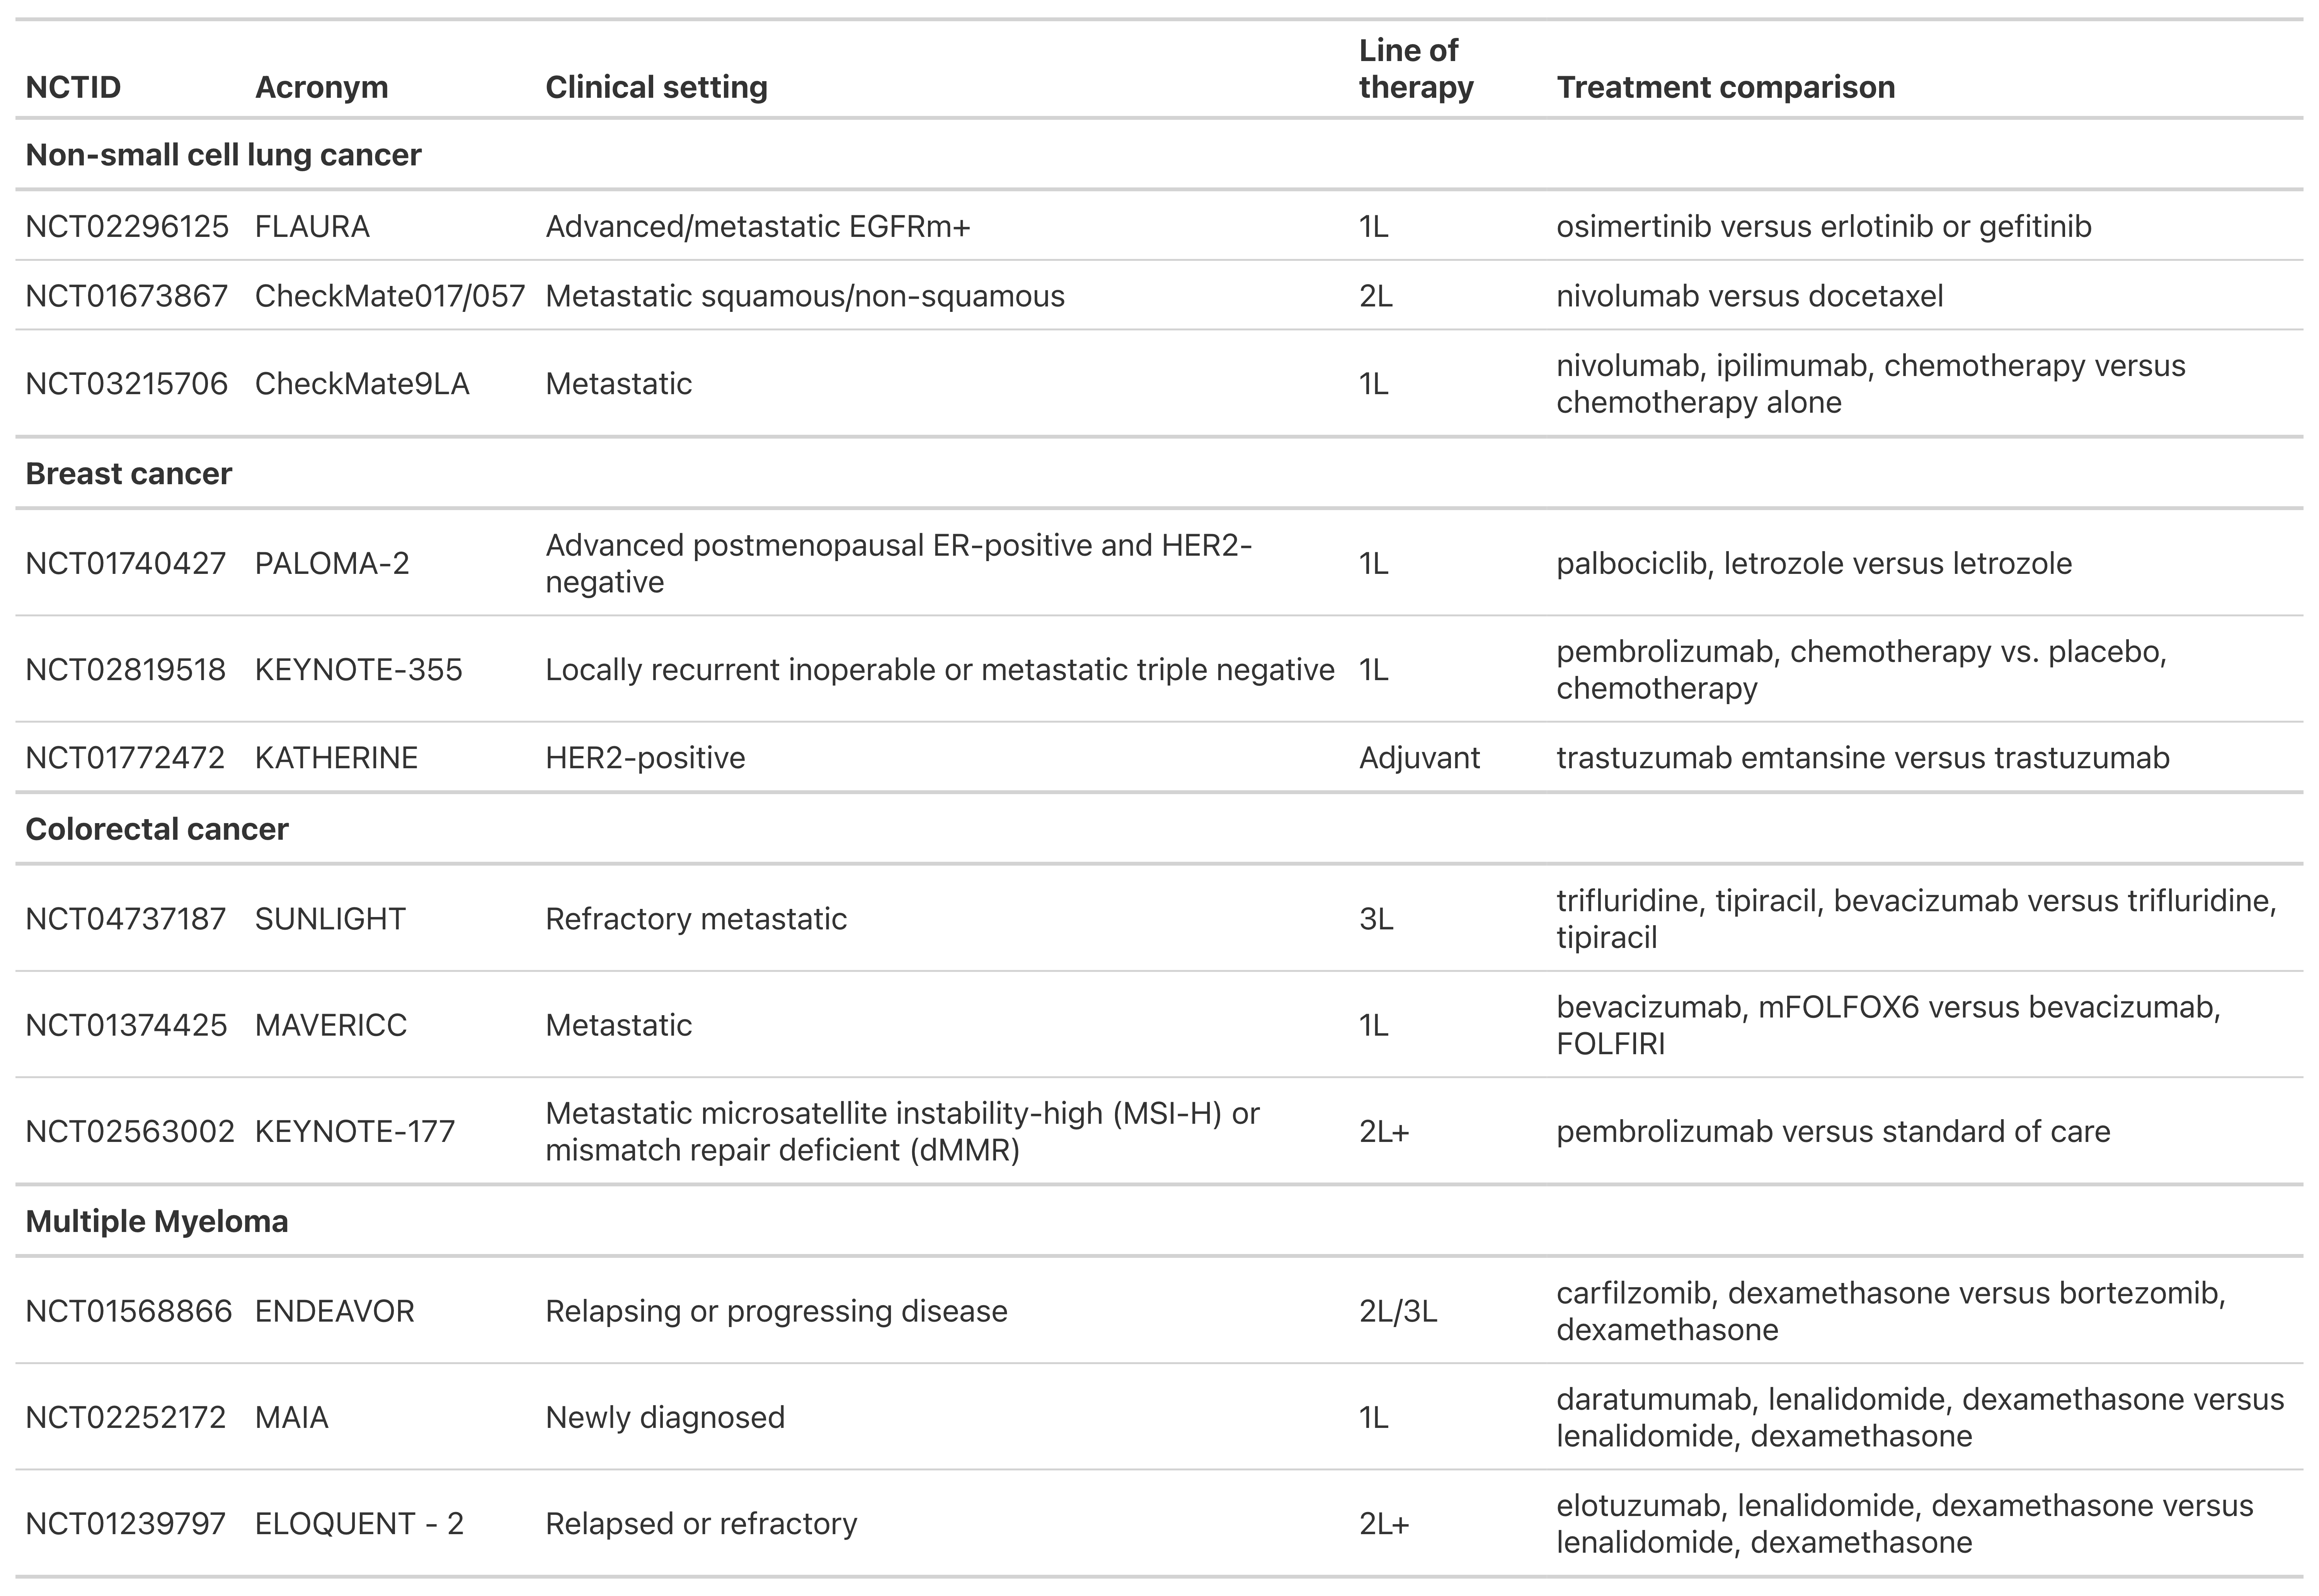 Line of
NCTID Acronym Clinical setting therapy Treatment comparison
Non-small cell lung cancer
NCT02296125 FLAURA Advanced/metastatic EGFRm+ 1L osimertinib versus erlotinib or gefitinib
NCT01673867 CheckMate017/057 Metastatic squamous/non-squamous 2L nivolumab versus docetaxel
NCT03215706 CheckMate9LA Metastatic 1L nivolumab, ipilimumab, chemotherapy versus
chemotherapy alone
Breast cancer
NCT01740427 PALOMA-2 Advanced postmenopausal ER-positive and HER2-
negative 1L palbociclib, letrozole versus letrozole
NCT02819518 KEYNOTE-355 Locally recurrent inoperable or metastatic triple negative 1L pembrolizumab, chemotherapy vs. placebo,
chemotherapy
NCT01772472 KATHERINE HER2-positive Adjuvant trastuzumab emtansine versus trastuzumab
Colorectal cancer
NCT04737187 SUNLIGHT Refractory metastatic 3L trifluridine, tipiracil, bevacizumab versus trifluridine,
tipiracil
NCT01374425 MAVERICC Metastatic 1L bevacizumab, mFOLFOX6 versus bevacizumab,
FOLFIRI
NCT02563002 KEYNOTE-177 Metastatic microsatellite instability-high (MSI-H) or
mismatch repair deficient (dMMR) 2L+ pembrolizumab versus standard of care
Multiple Myeloma
NCT01568866 ENDEAVOR Relapsing or progressing disease 2L/3L carfilzomib, dexamethasone versus bortezomib,
dexamethasone
NCT02252172 MAIA Newly diagnosed 1L daratumumab, lenalidomide, dexamethasone versus
lenalidomide, dexamethasone
NCT01239797 ELOQUENT - 2 Relapsed or refractory 2L+ elotuzumab, lenalidomide, dexamethasone versus
lenalidomide, dexamethasone